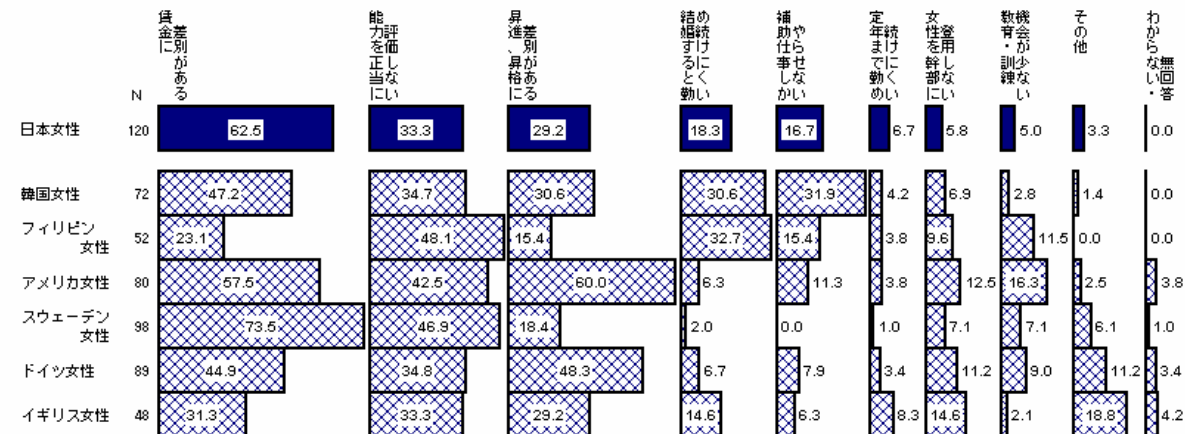 賃金に
差別がある
能力を正当に
評価しない
昇進、昇格に
差別がある
結婚すると勤
め続けにくい
補助仕事しか
やらせない
定年まで勤め
続けにくい
女性を幹部に
登用しない
教育・訓練
機会が少ない
その他
わからない・
無回答
N
日本女性 120 62.5 33.3 29.2 18.3 16.7 6.7 5.8 5.0 3.3 0.0
韓国女性 72 47.2 34.7 30.6 30.6 31.9 4.2 6.9 2.8 1.4 0.0
フィリピン
女性 52 23.1 48.1 15.4 32.7 15.4 3.8 9.6 11.5 0.0 0.0
アメリカ女性 80 57.5 42.5 60.0 6.3 11.3 3.8 12.5 16.3 2.5 3.8
スウェーデン
女性 98 73.5 46.9 18.4 2.0 0.0 1.0 7.1 7.1 6.1 1.0
ドイツ女性 89 44.9 34.8 48.3 6.7 7.9 3.4 11.2 9.0 11.2 3.4
イギリス女性 48 31.3 33.3 29.2 14.6 6.3 8.3 14.6 2.1 18.8 4.2